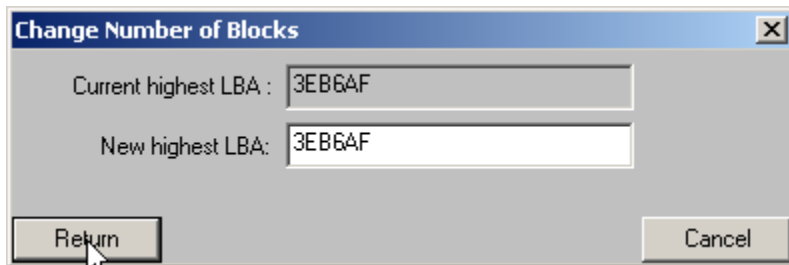 Change Number of Blocks
Current highest LBA : 3EB6AF
New highest LBA: 3EB6AF
Return Cancel